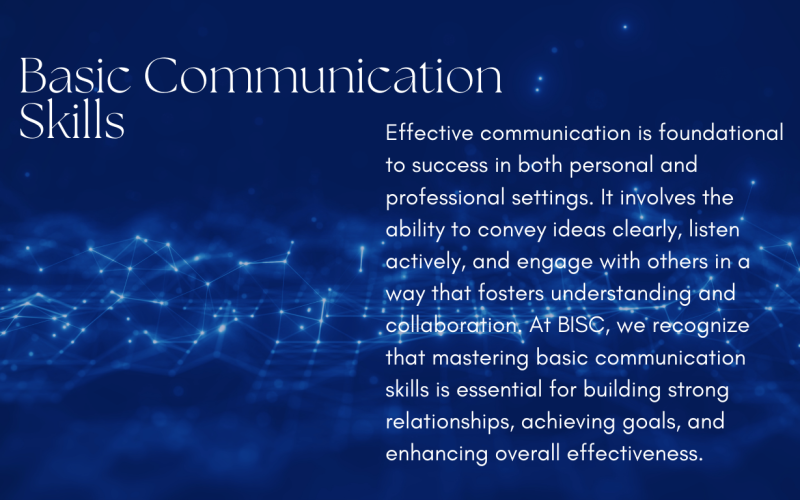 Basic Communication
Skills
Effective communication is foundational
to success in both personal and
professional settings. It involves the
ability to convey ideas clearly, listen
actively, and engage with others in a
way that fosters understanding and
collaboration. At BISC, we recognize
that mastering basic communication
skills is essential for building strong
relationships, achieving goals, and
enhancing overall effectiveness.